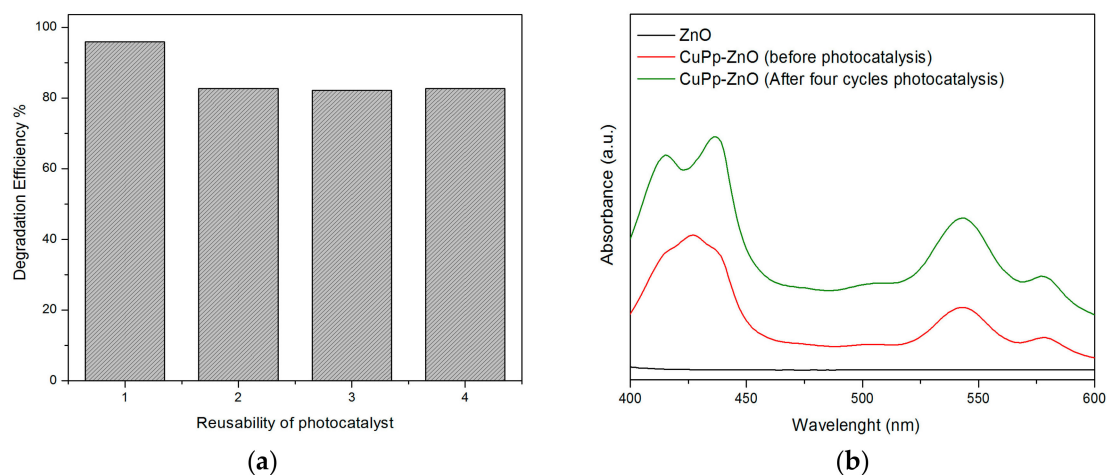 100
80
60
40
20
0
Degradation Efficiency %
1 2 3 4
Reusability of photocatalyst
(a)
ZnO
CuPp-ZnO (before photocatalysis)
CuPp-ZnO (After four cycles photocatalysis)
Absorbance (a.u.)
400 450 500 550 600
Wavelenght (nm)
(b)